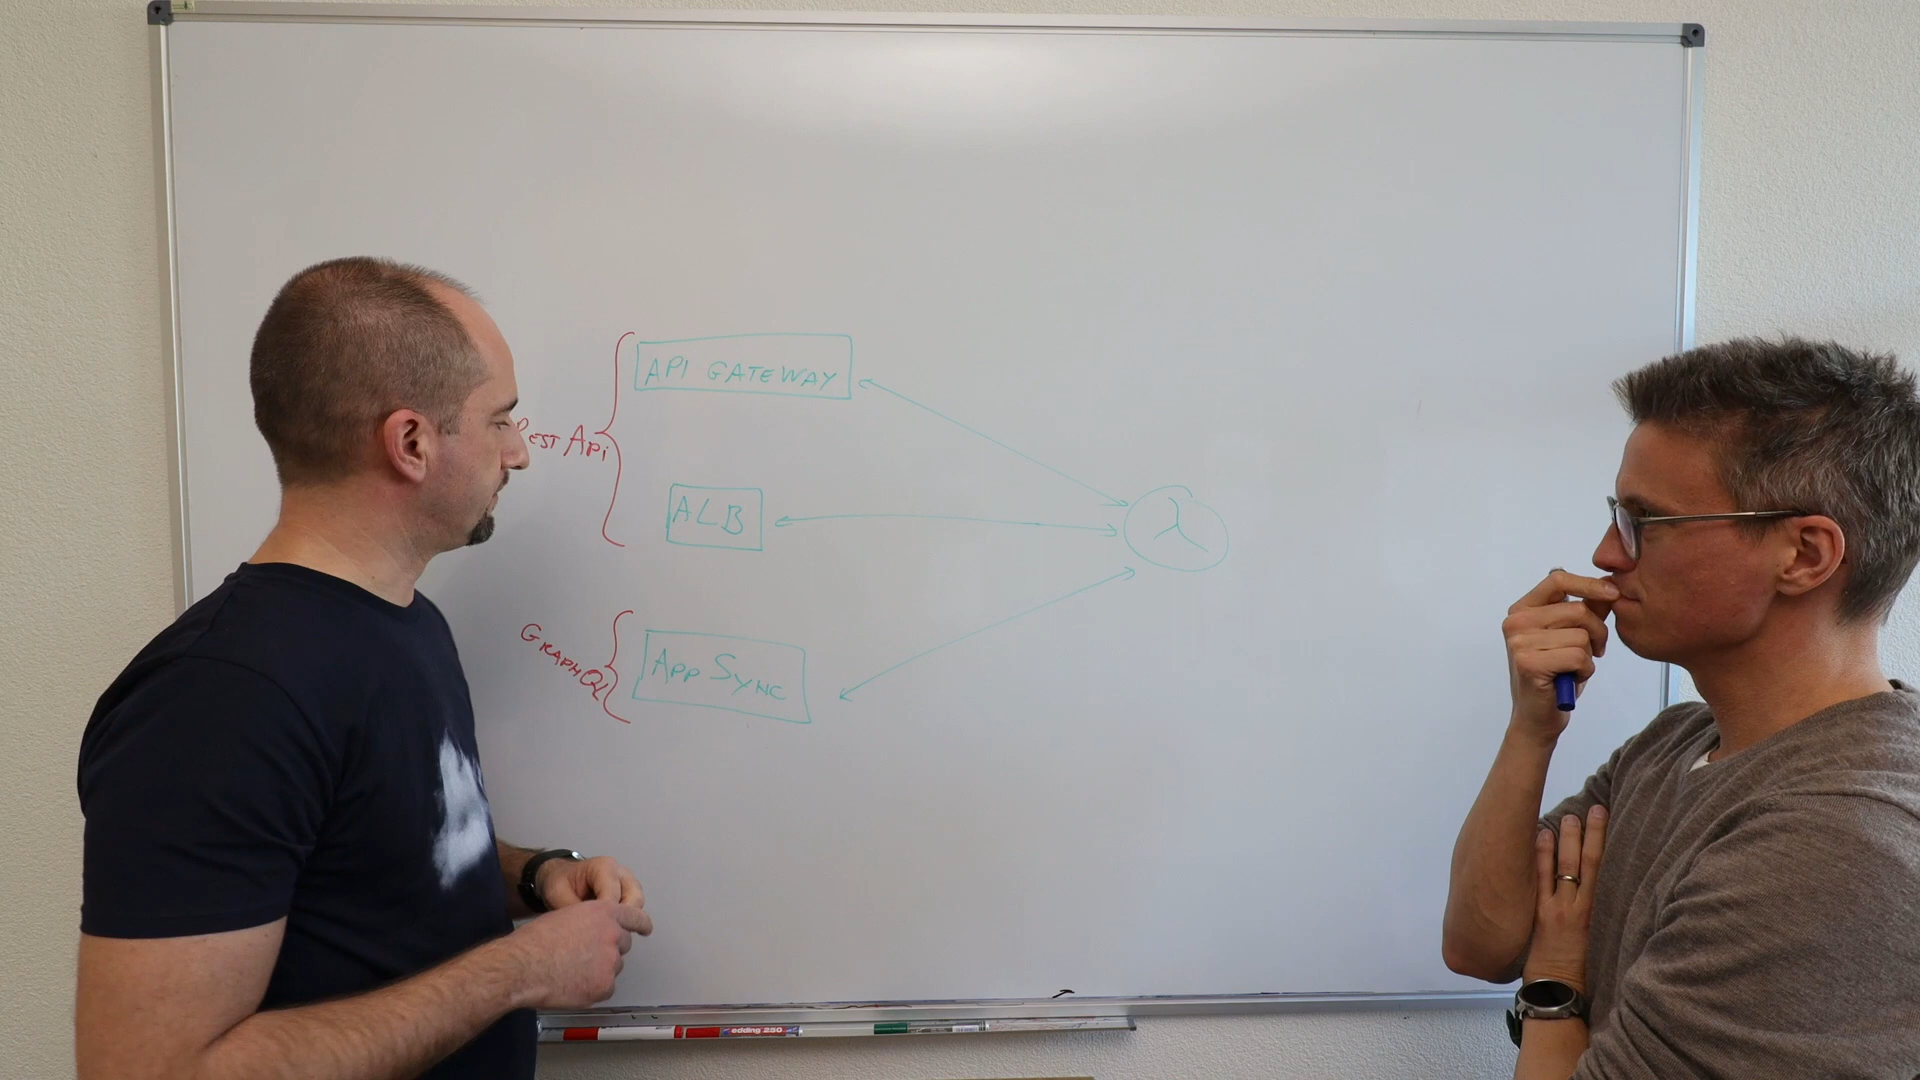 API GATEWAY
REST API
ALB
GRAPHQL
APP SYNC
λ
edding 250